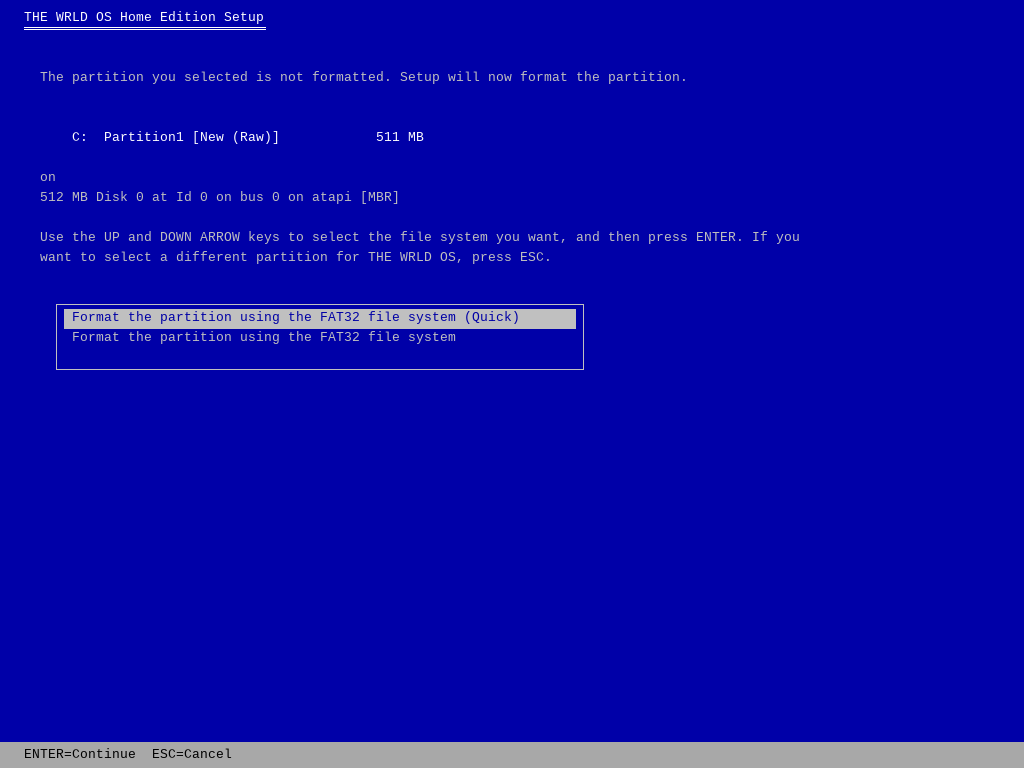 THE WRLD OS Home Edition Setup
The partition you selected is not formatted. Setup will now format the partition.
C:  Partition1 [New (Raw)]            511 MB
on
512 MB Disk 0 at Id 0 on bus 0 on atapi [MBR]
Use the UP and DOWN ARROW keys to select the file system you want, and then press ENTER. If you
want to select a different partition for THE WRLD OS, press ESC.
Format the partition using the FAT32 file system (Quick)
Format the partition using the FAT32 file system
ENTER=Continue  ESC=Cancel